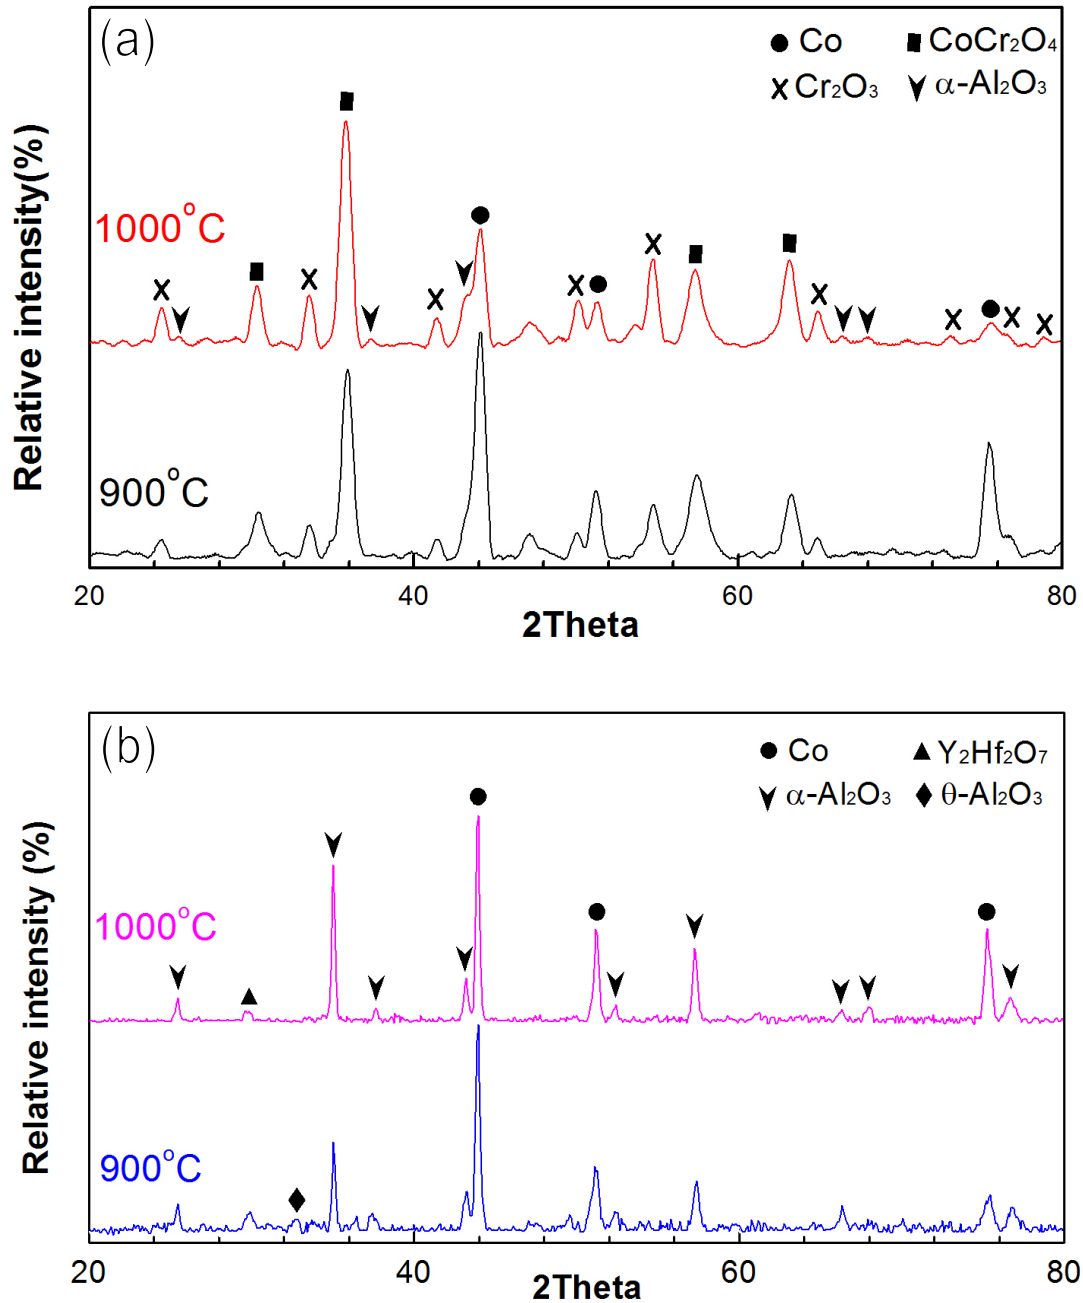 (a)
Co CoCr₂O₄
Cr₂O₃ α-Al₂O₃
Relative intensity(%)
1000°C
900°C
20 40 60 80
2Theta
(b)
Co Y₂Hf₂O₇
α-Al₂O₃ θ-Al₂O₃
Relative intensity (%)
1000°C
900°C
20 40 60 80
2Theta